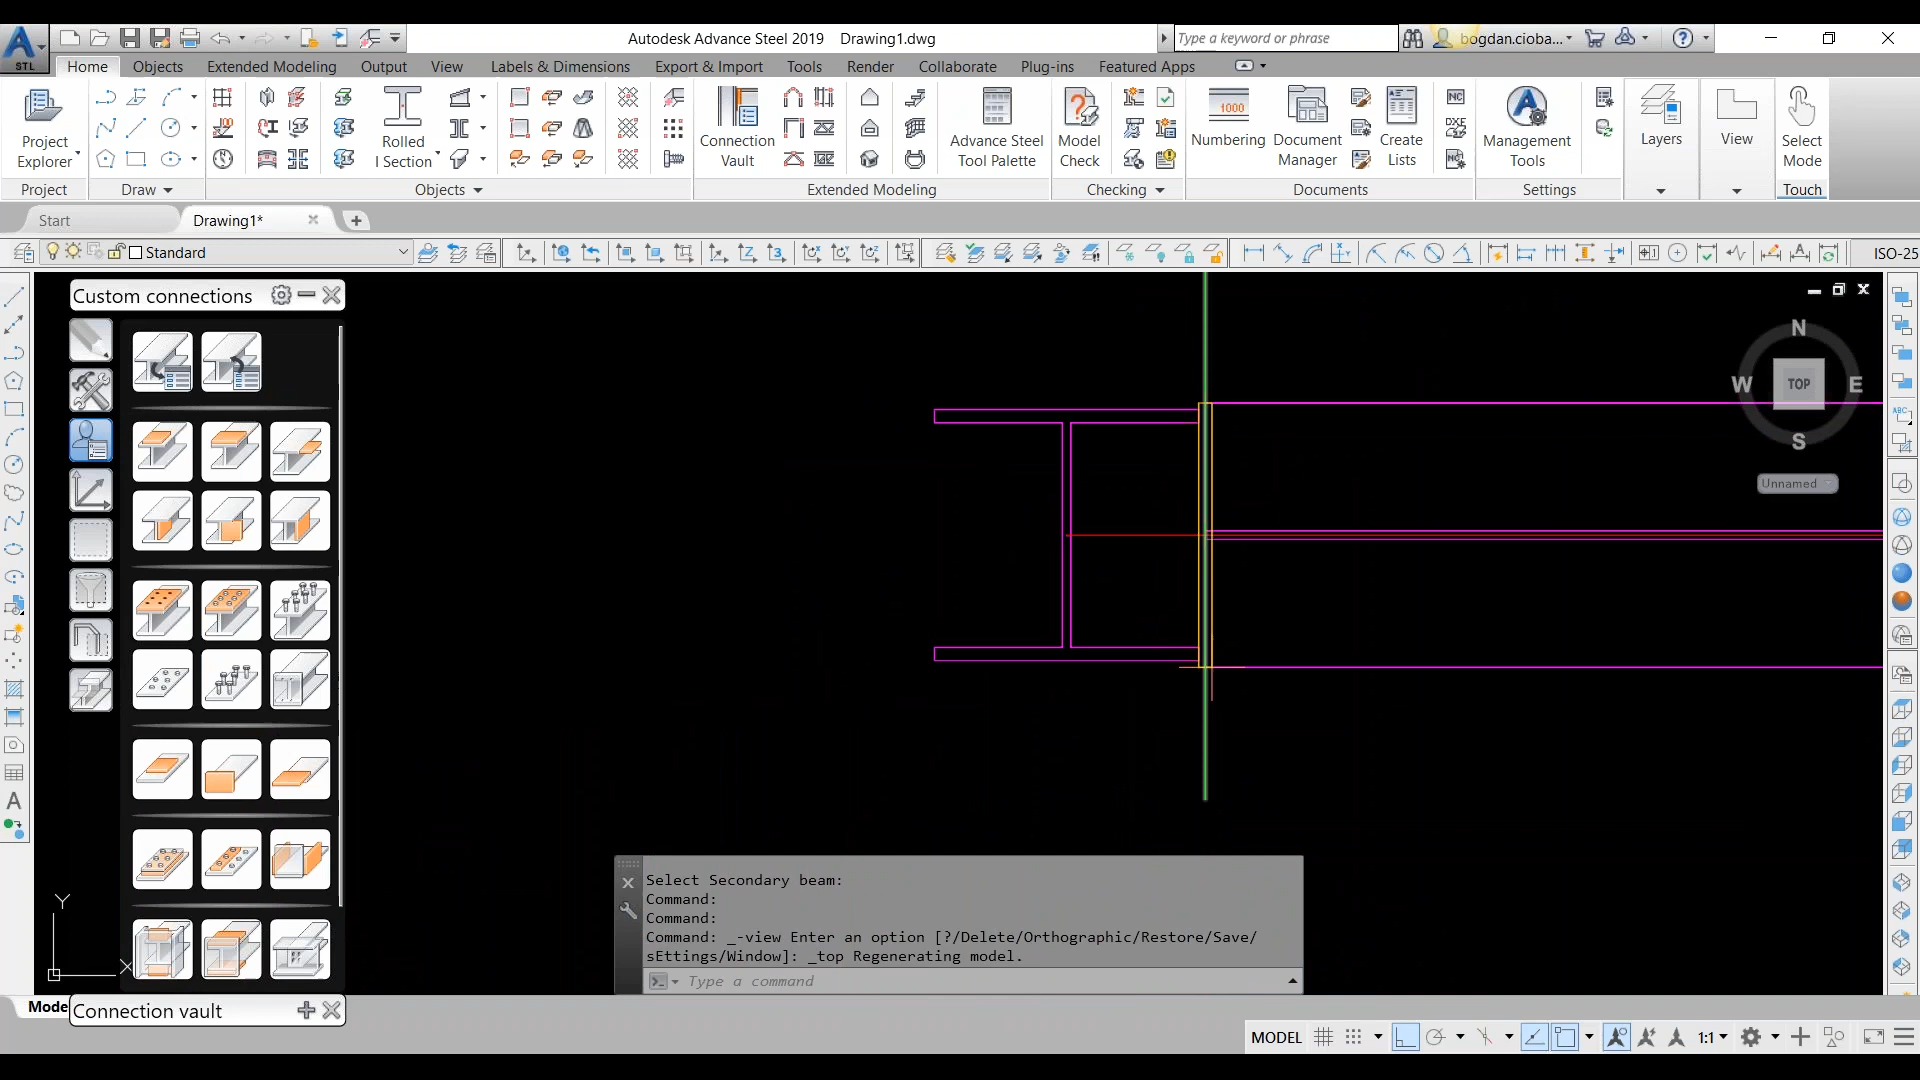 Autodesk Advance Steel 2019 Drawing1.dwg
Type a keyword or phrase
bogdan.cioba...
STL
Home Objects Extended Modeling Output View Labels & Dimensions Export & Import Tools Render Collaborate Plug-ins Featured Apps
Project
Explorer
Rolled
I Section
Connection
Vault
Advance Steel
Tool Palette
Model
Check
1000
Numbering
Document
Manager
Create
Lists
NC
DXF
NC
Management
Tools
Layers
View
Select
Mode
Project
Draw
Objects
Extended Modeling
Checking
Documents
Settings
Touch
Start
Drawing1*
Standard
ISO-25
Custom connections
N
W
TOP
E
S
Unnamed
ABC
A
Y
X
Select Secondary beam:
Command:
Command:
Command: _-view Enter an option [?/Delete/Orthographic/Restore/Save/
sEttings/Window]: _top Regenerating model.
Type a command
Mode
Connection vault
MODEL
1:1